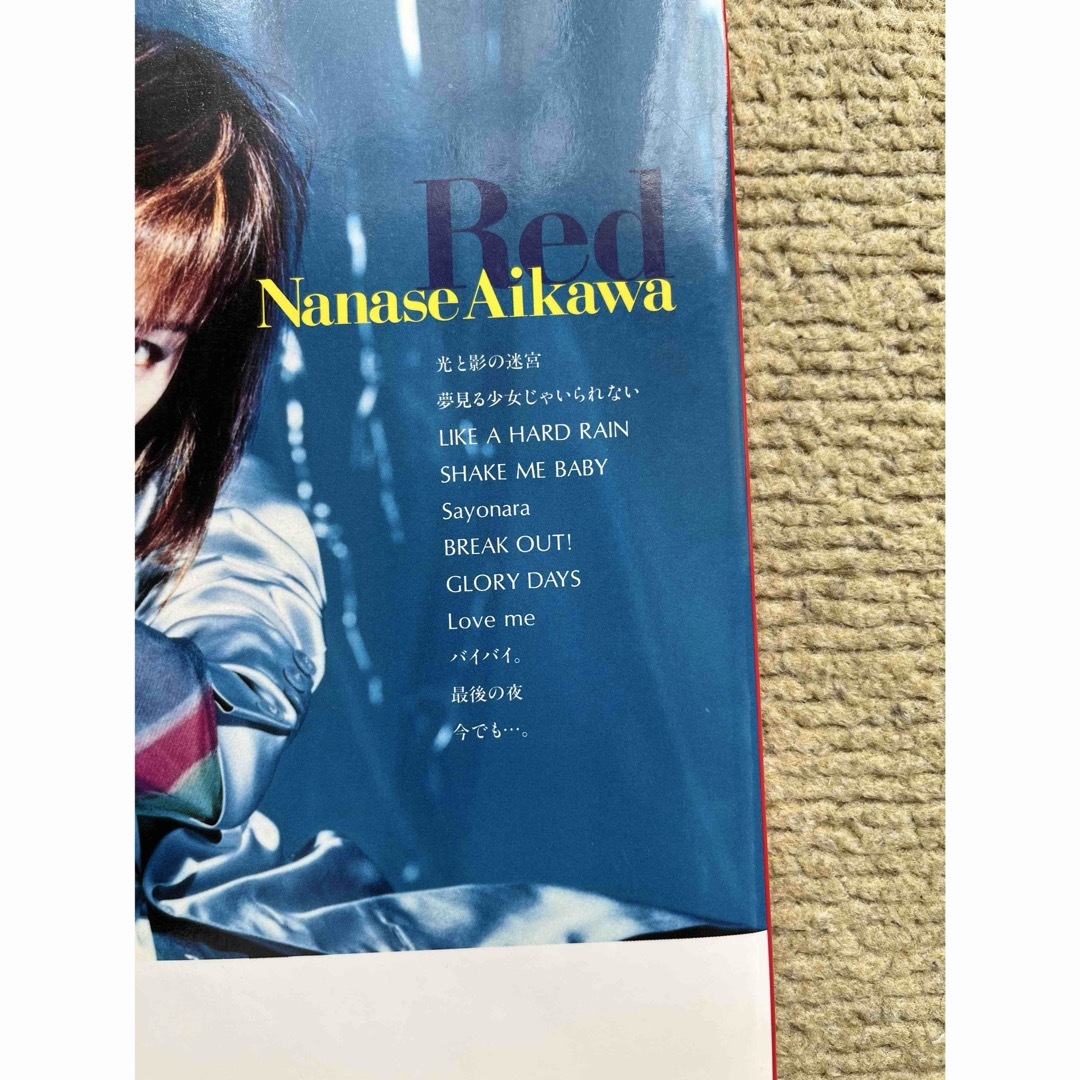 Red
Nanase Aikawa
光と影の迷宮
夢見る少女じゃいられない
LIKE A HARD RAIN
SHAKE ME BABY
Sayonara
BREAK OUT!
GLORY DAYS
Love me
バイバイ。
最後の夜
今でも…。